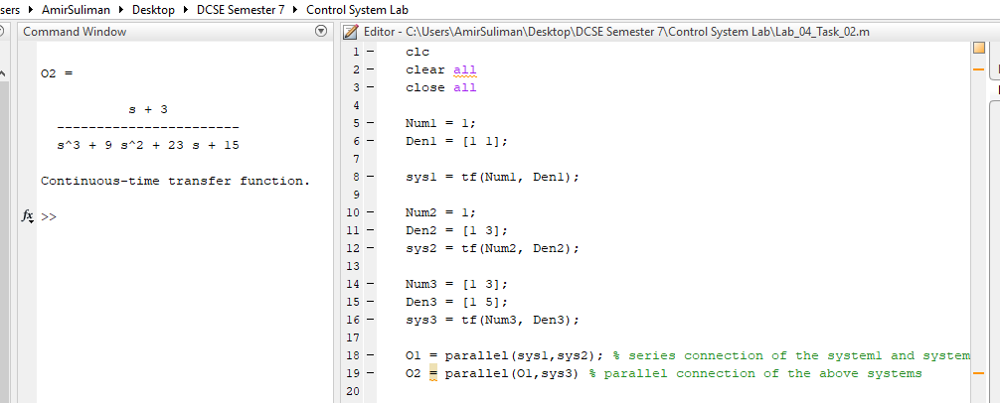 sers ▸ AmirSuliman ▸ Desktop ▸ DCSE Semester 7 ▸ Control System Lab
Command Window
O2 =
s + 3
-----------------------
s^3 + 9 s^2 + 23 s + 15
Continuous-time transfer function.
fx >>
Editor - C:\Users\AmirSuliman\Desktop\DCSE Semester 7\Control System Lab\Lab_04_Task_02.m
1 - clc
2 - clear all
3 - close all
4
5 - Num1 = 1;
6 - Den1 = [1 1];
7
8 - sys1 = tf(Num1, Den1);
9
10 - Num2 = 1;
11 - Den2 = [1 3];
12 - sys2 = tf(Num2, Den2);
13
14 - Num3 = [1 3];
15 - Den3 = [1 5];
16 - sys3 = tf(Num3, Den3);
17
18 - O1 = parallel(sys1,sys2); % series connection of the system1 and system
19 - O2 = parallel(O1,sys3) % parallel connection of the above systems
20